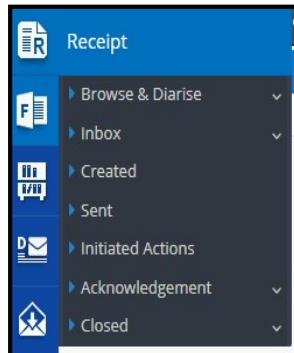 R
Receipt
Browse & Diarise
F
Inbox
Created
Sent
D
Initiated Actions
Acknowledgement
Closed